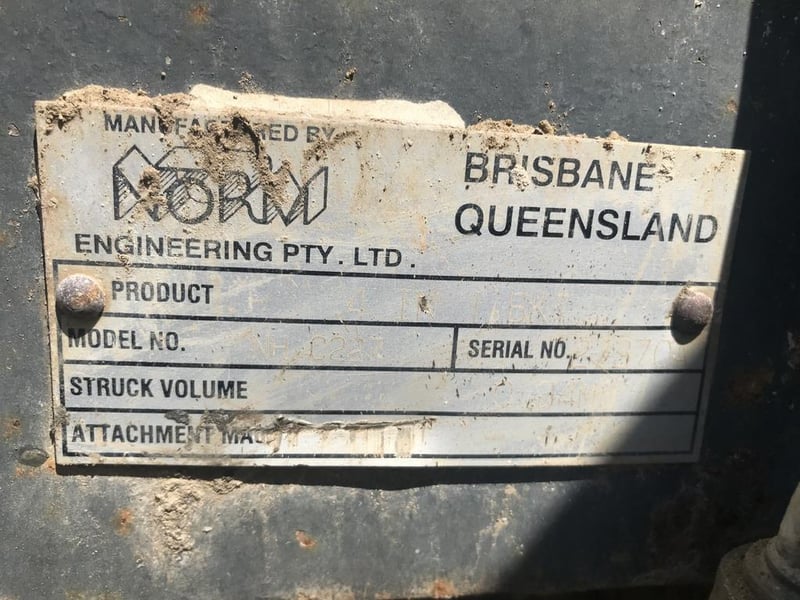 MANUFACTURED BY
NORM
ENGINEERING PTY. LTD.
BRISBANE
QUEENSLAND
PRODUCT
MODEL NO.
SERIAL NO.
STRUCK VOLUME
ATTACHMENT